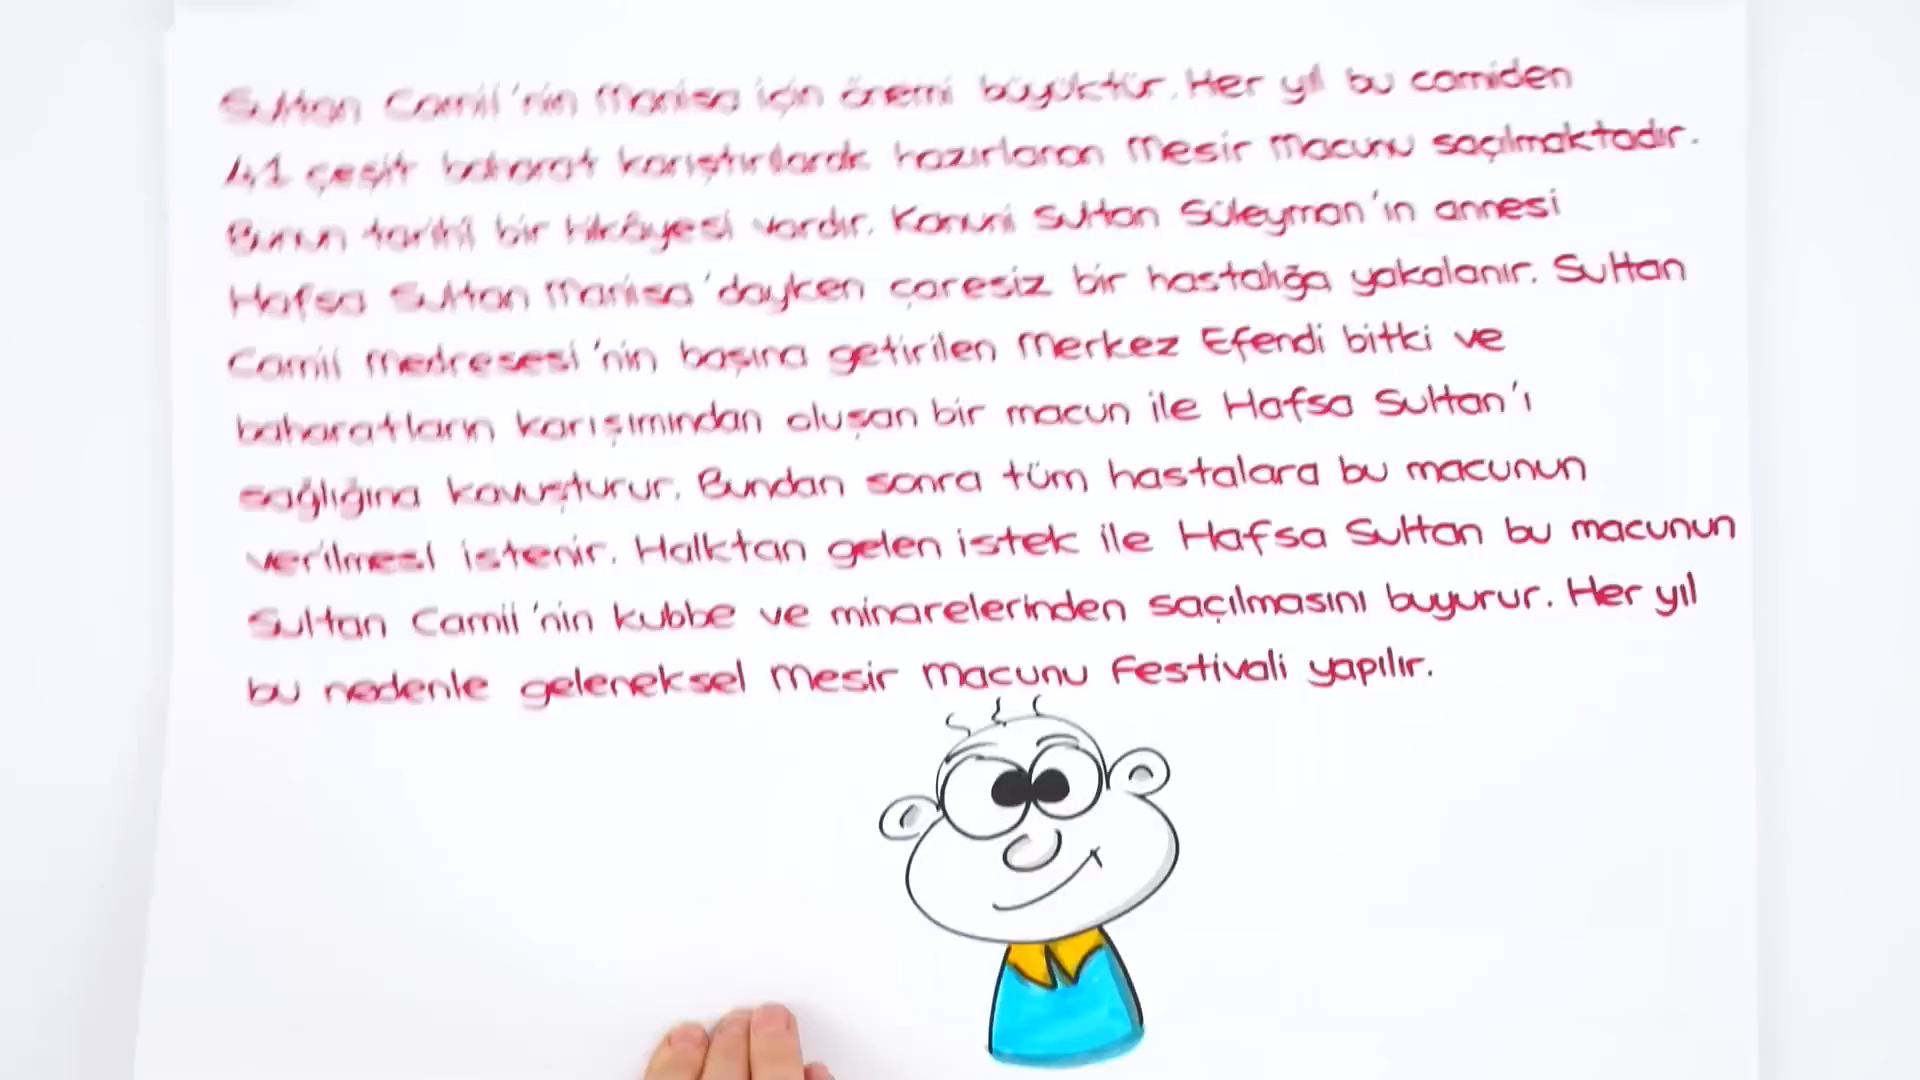 Sultan Camii'nin Manisa için önemi büyüktür. Her yıl bu camiden
41 çeşit baharat karıştırılarak hazırlanan Mesir Macunu saçılmaktadır.
Bunun tarihi bir hikâyesi vardır. Kanuni Sultan Süleyman'ın annesi
Hafsa Sultan Manisa'dayken çaresiz bir hastalığa yakalanır. Sultan
Camii Medresesi'nin başına getirilen Merkez Efendi bitki ve
baharatların karışımından oluşan bir macun ile Hafsa Sultan'ı
sağlığına kavuşturur. Bundan sonra tüm hastalara bu macunun
verilmesi istenir. Halktan gelen istek ile Hafsa Sultan bu macunun
Sultan Camii'nin kubbe ve minarelerinden saçılmasını buyurur. Her yıl
bu nedenle geleneksel Mesir Macunu Festivali yapılır.